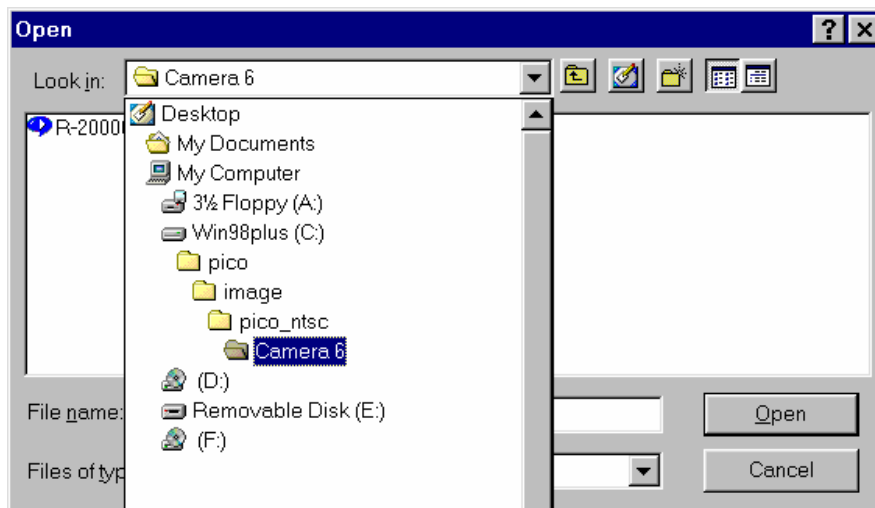 Open
Look in: Camera 6
Desktop
R-2000
My Documents
My Computer
3½ Floppy (A:)
Win98plus (C:)
pico
image
pico_ntsc
Camera 6
(D:)
File name:
Removable Disk (E:)
Open
(F:)
Files of typ
Cancel